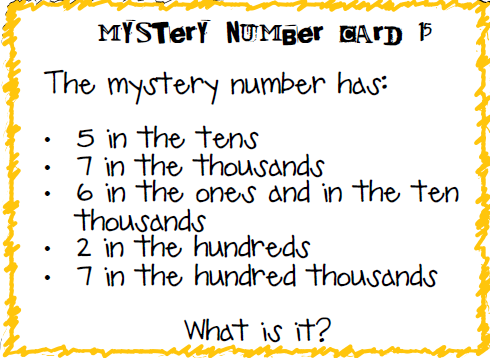 MYSTerY NUMBer CArD 15
The mystery number has:
• 5 in the tens
• 7 in the thousands
• 6 in the ones and in the ten
thousands
• 2 in the hundreds
• 7 in the hundred thousands
What is it?